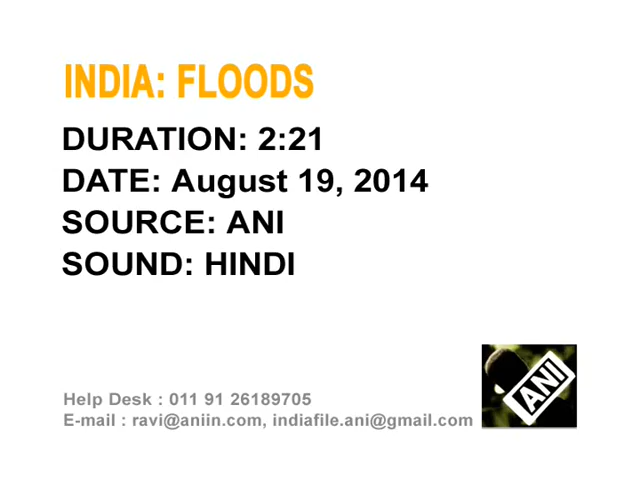 INDIA: FLOODS
DURATION: 2:21
DATE: August 19, 2014
SOURCE: ANI
SOUND: HINDI
Help Desk : 011 91 26189705
E-mail : ravi@aniin.com, indiafile.ani@gmail.com
ANI